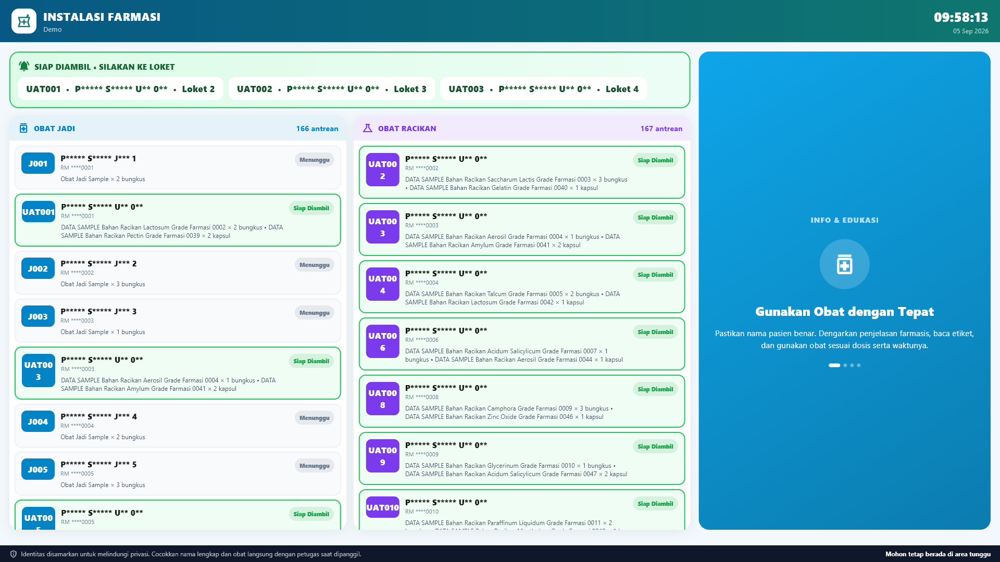 INSTALASI FARMASI
Demo
09:58:13
05 Sep 2026
SIAP DIAMBIL • SILAKAN KE LOKET
UAT001 • P***** S***** U** 0** • Loket 2
UAT002 • P***** S***** U** 0** • Loket 3
UAT003 • P***** S***** U** 0** • Loket 4
OBAT JADI
166 antrean
J001
P***** S***** J*** 1
RM ****0001
Obat Jadi Sample × 2 bungkus
Menunggu
UAT001
P***** S***** U** 0**
RM ****0001
DATA SAMPLE Bahan Racikan Lactosum Grade Farmasi 0002 × 2 bungkus • DATA
SAMPLE Bahan Racikan Pectin Grade Farmasi 0039 × 2 kapsul
Siap Diambil
J002
P***** S***** J*** 2
RM ****0002
Obat Jadi Sample × 3 bungkus
Menunggu
J003
P***** S***** J*** 3
RM ****0003
Obat Jadi Sample × 1 bungkus
Menunggu
UAT00
3
P***** S***** U** 0**
RM ****0003
DATA SAMPLE Bahan Racikan Aerosil Grade Farmasi 0004 × 1 bungkus • DATA
SAMPLE Bahan Racikan Amylum Grade Farmasi 0041 × 2 kapsul
Siap Diambil
J004
P***** S***** J*** 4
RM ****0004
Obat Jadi Sample × 2 bungkus
Menunggu
J005
P***** S***** J*** 5
RM ****0005
Obat Jadi Sample × 3 bungkus
Menunggu
UAT00
P***** S***** U** 0**
RM ****0005
Siap Diambil
OBAT RACIKAN
167 antrean
UAT00
2
P***** S***** U** 0**
RM ****0002
DATA SAMPLE Bahan Racikan Saccharum Lactis Grade Farmasi 0003 × 3 bungkus
• DATA SAMPLE Bahan Racikan Gelatin Grade Farmasi 0040 × 1 kapsul
Siap Diambil
UAT00
3
P***** S***** U** 0**
RM ****0003
DATA SAMPLE Bahan Racikan Aerosil Grade Farmasi 0004 × 1 bungkus • DATA
SAMPLE Bahan Racikan Amylum Grade Farmasi 0041 × 2 kapsul
Siap Diambil
UAT00
4
P***** S***** U** 0**
RM ****0004
DATA SAMPLE Bahan Racikan Talcum Grade Farmasi 0005 × 2 bungkus • DATA
SAMPLE Bahan Racikan Lactosum Grade Farmasi 0042 × 1 kapsul
Siap Diambil
UAT00
6
P***** S***** U** 0**
RM ****0006
DATA SAMPLE Bahan Racikan Acidum Salicylicum Grade Farmasi 0007 × 1
bungkus • DATA SAMPLE Bahan Racikan Aerosil Grade Farmasi 0044 × 1 kapsul
Siap Diambil
UAT00
8
P***** S***** U** 0**
RM ****0008
DATA SAMPLE Bahan Racikan Camphora Grade Farmasi 0009 × 3 bungkus •
DATA SAMPLE Bahan Racikan Zinc Oxide Grade Farmasi 0046 × 1 kapsul
Siap Diambil
UAT00
9
P***** S***** U** 0**
RM ****0009
DATA SAMPLE Bahan Racikan Glycerinum Grade Farmasi 0010 × 1 bungkus •
DATA SAMPLE Bahan Racikan Acidum Salicylicum Grade Farmasi 0047 × 2 kapsul
Siap Diambil
UAT010
P***** S***** U** 0**
RM ****0010
DATA SAMPLE Bahan Racikan Paraffinum Liquidum Grade Farmasi 0011 × 2
Siap Diambil
INFO & EDUKASI
Gunakan Obat dengan Tepat
Pastikan nama pasien benar. Dengarkan penjelasan farmasis, baca etiket,
dan gunakan obat sesuai dosis serta waktunya.
Identitas disamarkan untuk melindungi privasi. Cocokkan nama lengkap dan obat langsung dengan petugas saat dipanggil.
Mohon tetap berada di area tunggu